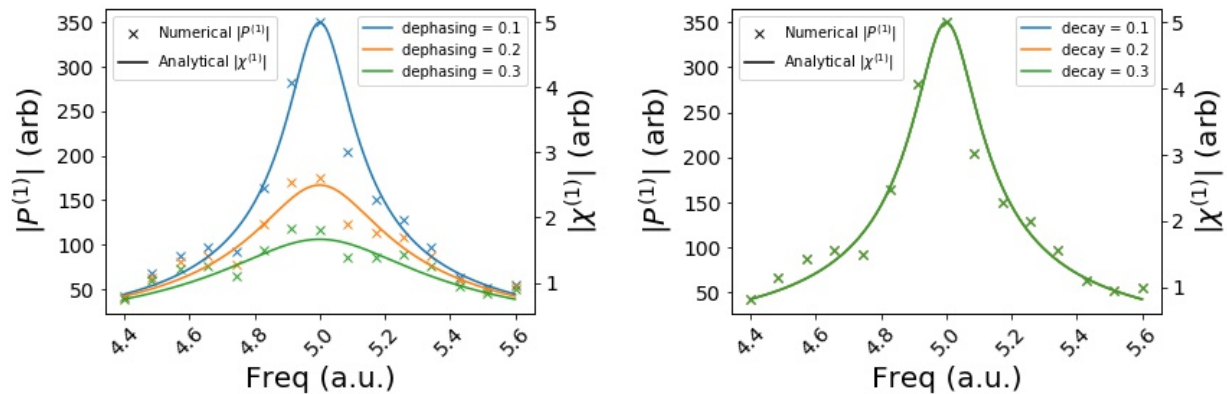 350
300
250
200
150
100
50
|P⁽¹⁾| (arb)
× Numerical |P⁽¹⁾|
Analytical |χ⁽¹⁾|
dephasing = 0.1
dephasing = 0.2
dephasing = 0.3
5
4
3
2
1
|χ⁽¹⁾| (arb)
4.4 4.6 4.8 5.0 5.2 5.4 5.6
Freq (a.u.)
350
300
250
200
150
100
50
|P⁽¹⁾| (arb)
× Numerical |P⁽¹⁾|
Analytical |χ⁽¹⁾|
decay = 0.1
decay = 0.2
decay = 0.3
5
4
3
2
1
|χ⁽¹⁾| (arb)
4.4 4.6 4.8 5.0 5.2 5.4 5.6
Freq (a.u.)